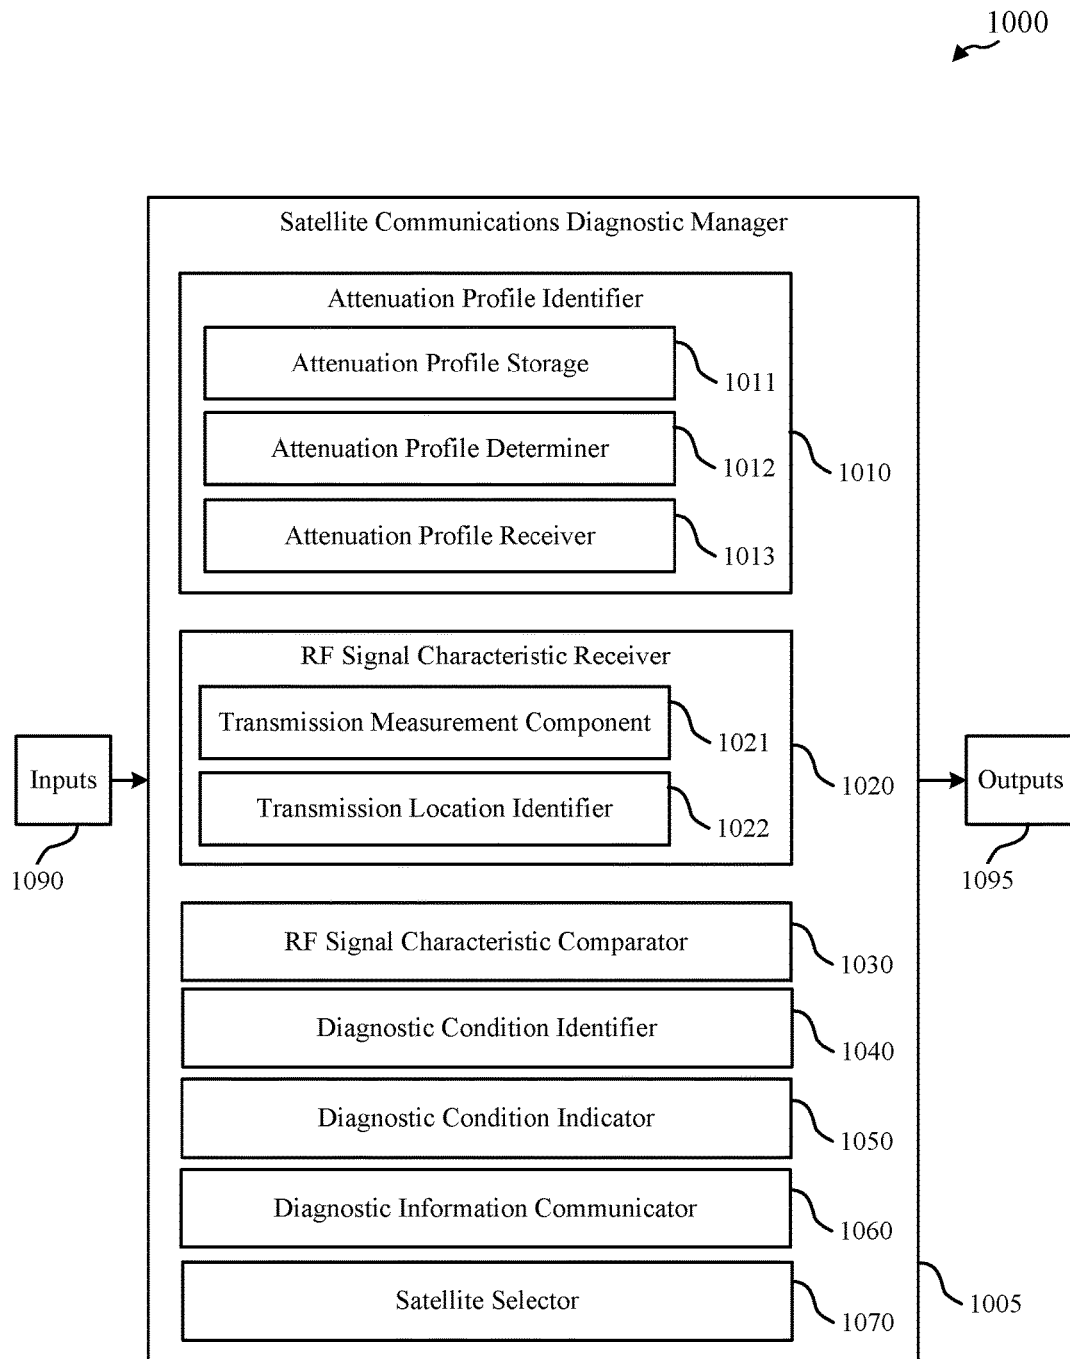 1000
Satellite Communications Diagnostic Manager
Attenuation Profile Identifier
Attenuation Profile Storage
1011
Attenuation Profile Determiner
1012
1010
Attenuation Profile Receiver
1013
RF Signal Characteristic Receiver
Transmission Measurement Component
1021
1020
Transmission Location Identifier
1022
Inputs
1090
Outputs
1095
RF Signal Characteristic Comparator
1030
Diagnostic Condition Identifier
1040
Diagnostic Condition Indicator
1050
Diagnostic Information Communicator
1060
Satellite Selector
1070
1005